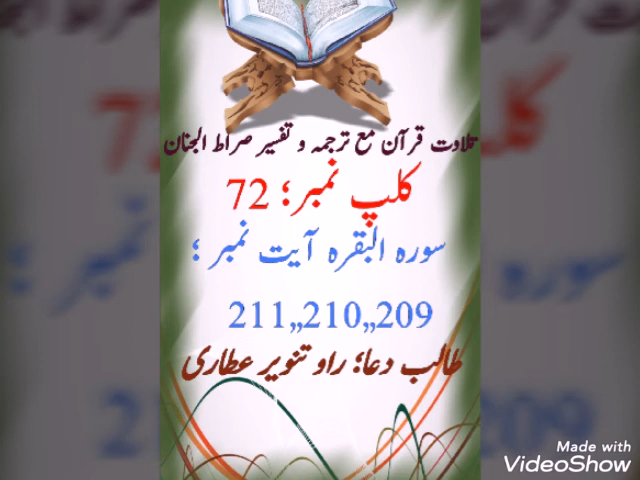 تلاوت قرآن مع ترجمہ و تفسیر صراط الجنان
کلپ نمبر؛ 72
سورہ البقرہ آیت نمبر ؛
209,,210,,211
طالب دعا؛ راو تنویر عطاری
Made with
VideoShow